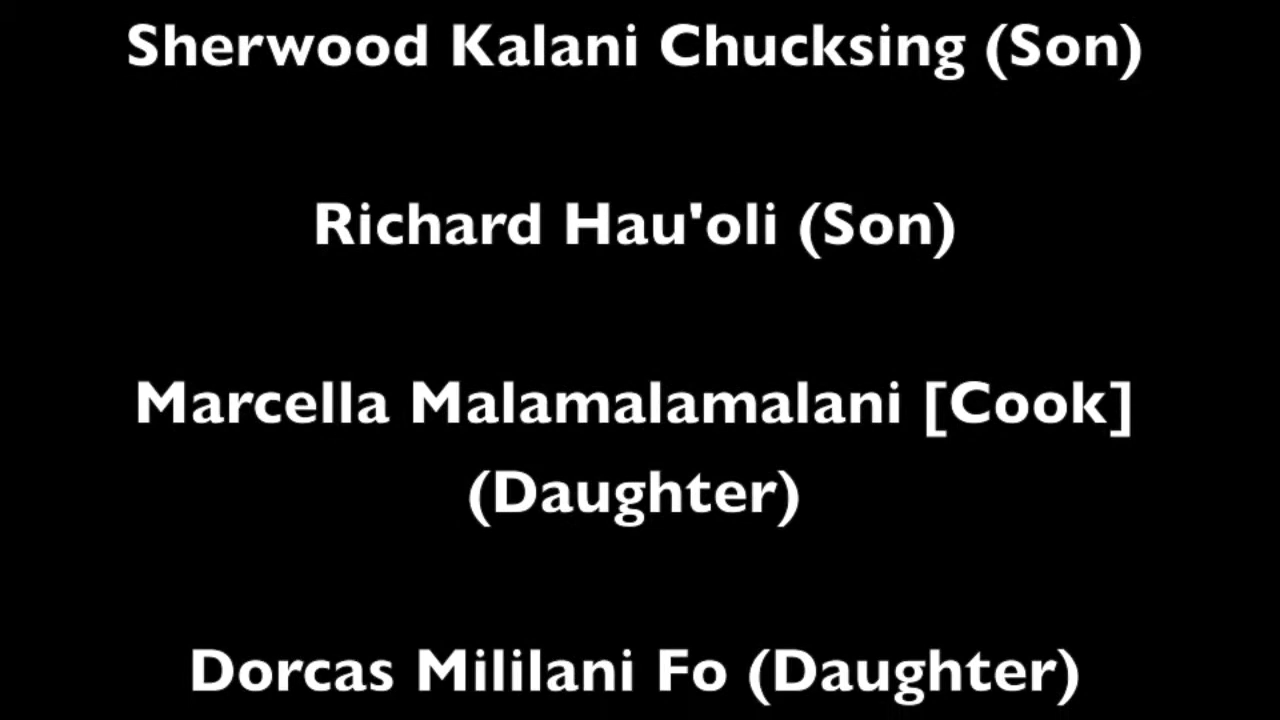 Sherwood Kalani Chucksing (Son)
Richard Hau'oli (Son)
Marcella Malamalamalani [Cook]
(Daughter)
Dorcas Mililani Fo (Daughter)